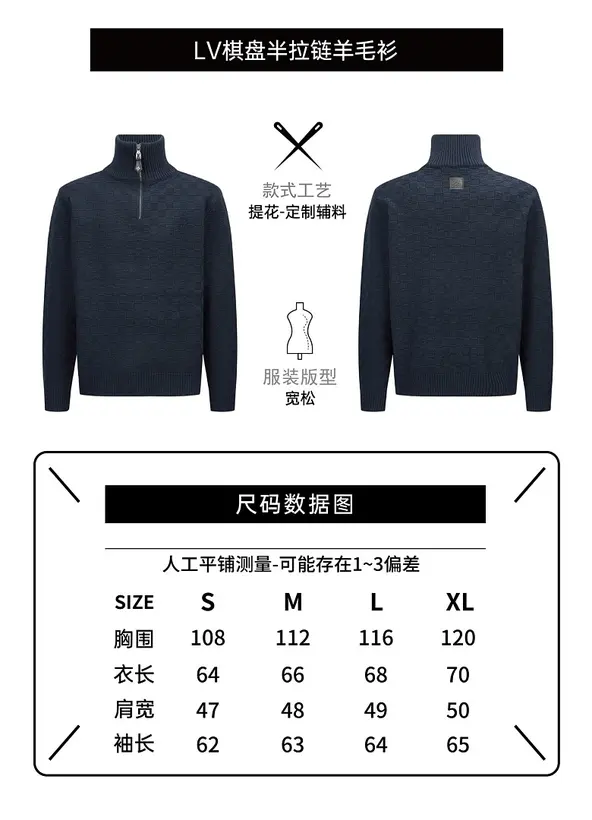 LV棋盘半拉链羊毛衫
款式工艺
提花-定制辅料
服装版型
宽松
尺码数据图
人工平铺测量-可能存在1~3偏差
SIZE S M L XL
胸围 108 112 116 120
衣长 64 66 68 70
肩宽 47 48 49 50
袖长 62 63 64 65